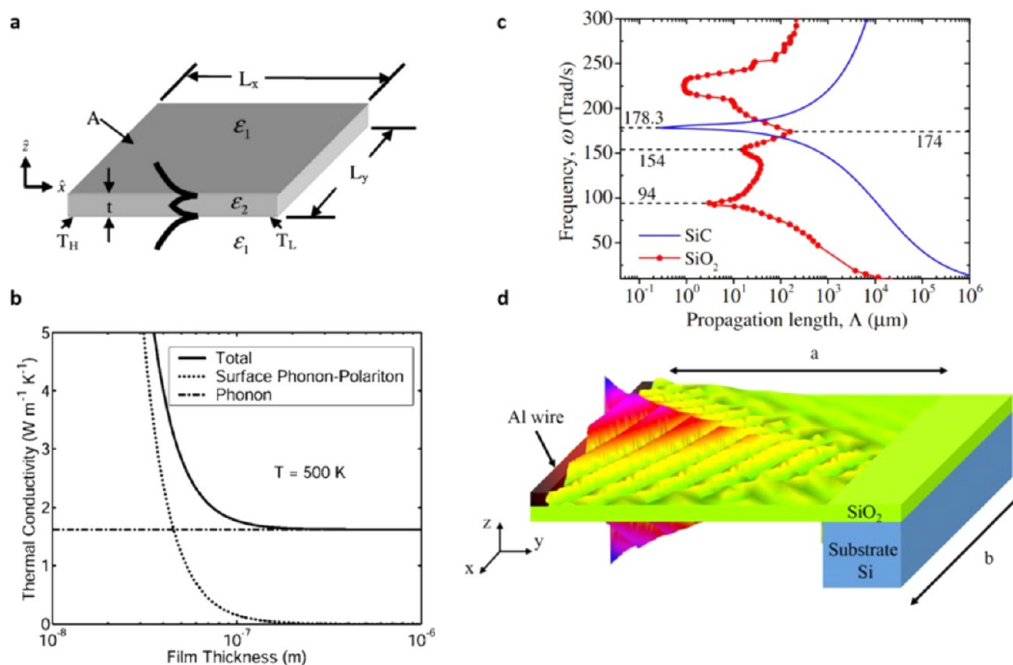 a
Lx
A
ε1
ẑ
x̂
t
ε2
Ly
TH
TL
ε1
b
Thermal Conductivity (W m-1 K-1)
5
4
3
2
1
0
Total
Surface Phonon-Polariton
Phonon
T = 500 K
10-8
10-7
10-6
Film Thickness (m)
c
Frequency, ω (Trad/s)
300
250
200
150
100
50
178.3
174
154
94
SiC
SiO2
10-1
100
101
102
103
104
105
106
Propagation length, Λ (μm)
d
a
Al wire
SiO2
Substrate
Si
b
z
y
x